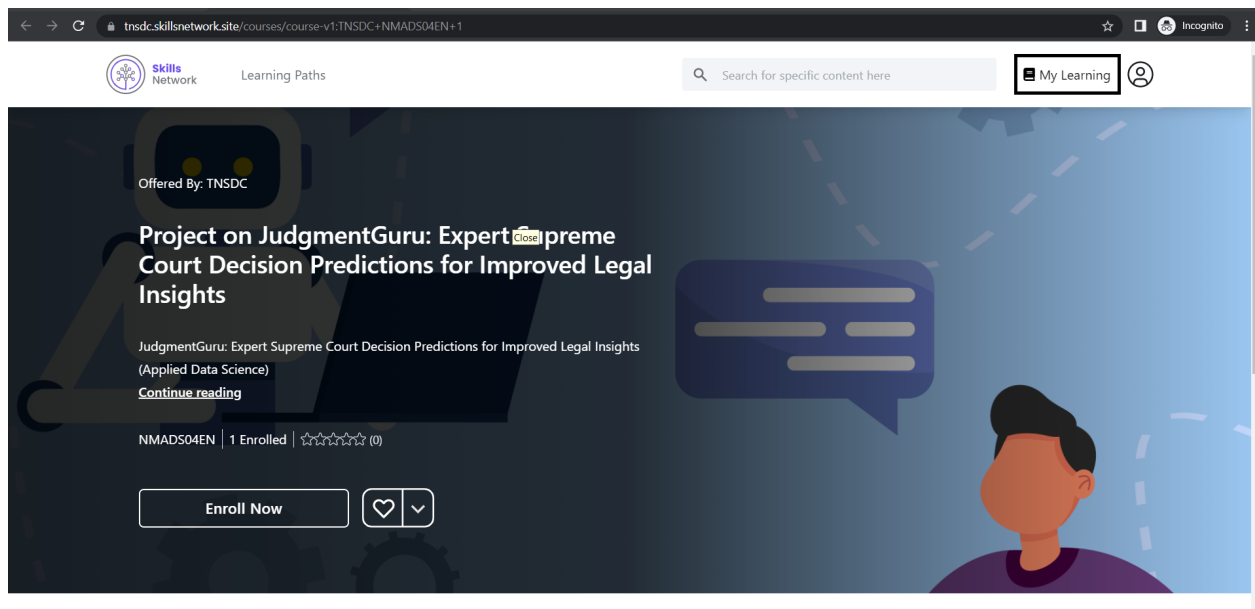 tnsdc.skillsnetwork.site/courses/course-v1:TNSDC+NMADS04EN+1
Incognito
Skills
Network
Learning Paths
Search for specific content here
My Learning
Offered By: TNSDC
Project on JudgmentGuru: Expert Supreme
Close
Court Decision Predictions for Improved Legal
Insights
JudgmentGuru: Expert Supreme Court Decision Predictions for Improved Legal Insights
(Applied Data Science)
Continue reading
NMADS04EN | 1 Enrolled | (0)
Enroll Now